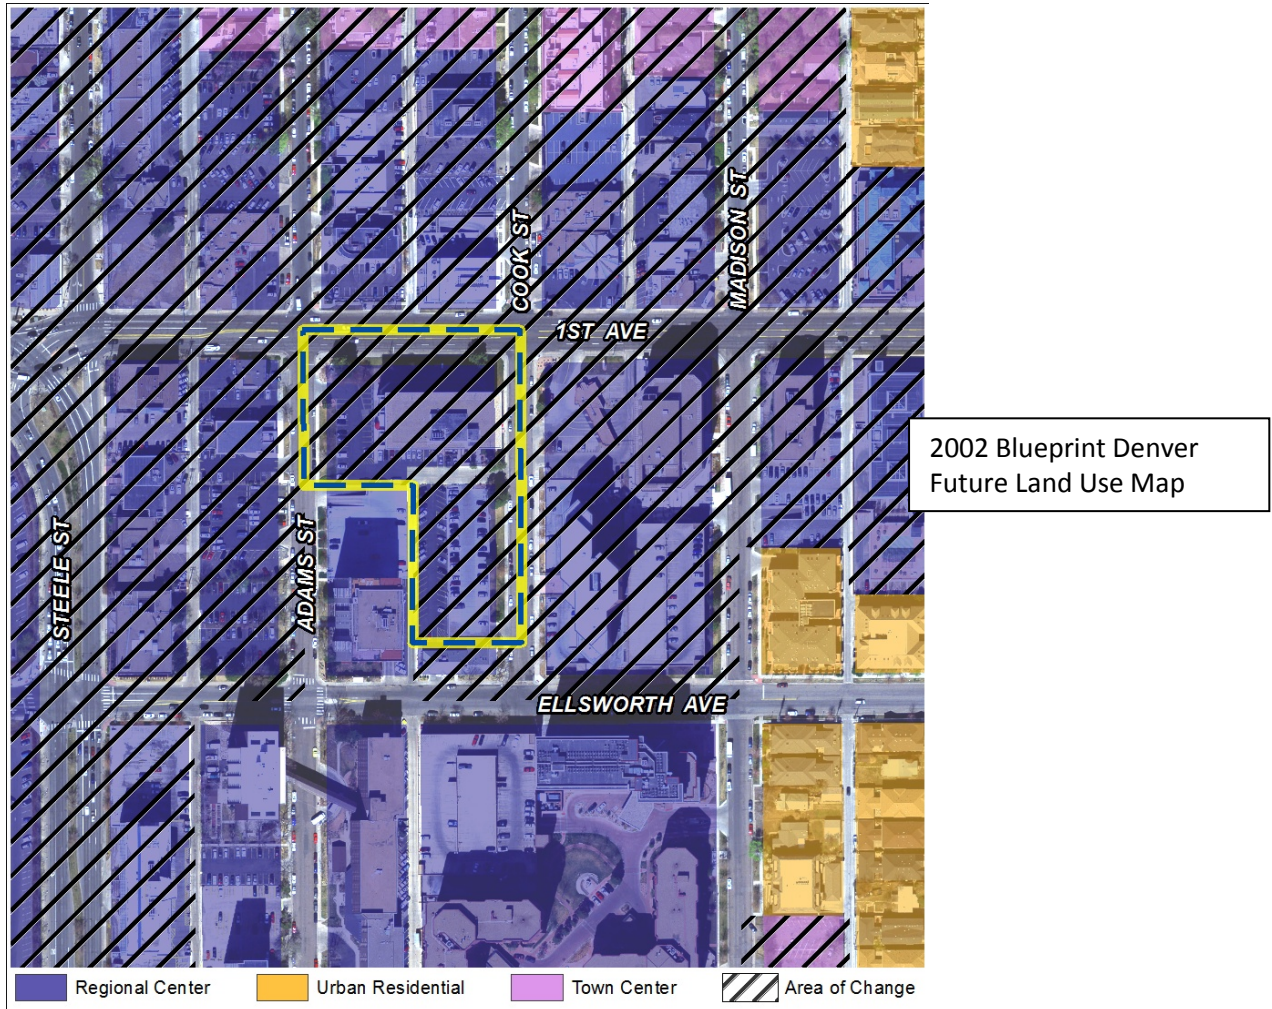 COOK ST
MADISON ST
1ST AVE
2002 Blueprint Denver
Future Land Use Map
STEELE ST
ADAMS ST
ELLSWORTH AVE
Regional Center
Urban Residential
Town Center
Area of Change